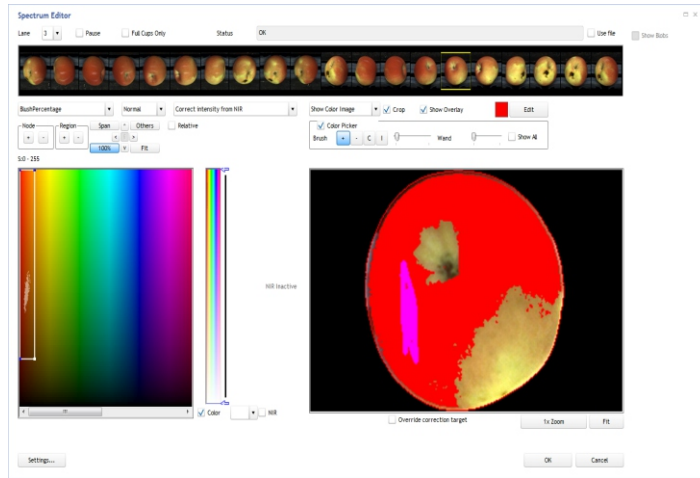 Spectrum Editor
Lane 3 Pause Full Cups Only Status OK Use file Show Blobs
BlushPercentage Normal Correct intensity from NIR Show Color Image Crop Show Overlay Edit
Node Region Span Others Relative Color Picker
+ - + - < > Brush + - C I Wand Show All
100% Fit
S:0 - 255
NIR Inactive
Color NIR Override correction target
1x Zoom Fit
Settings... OK Cancel